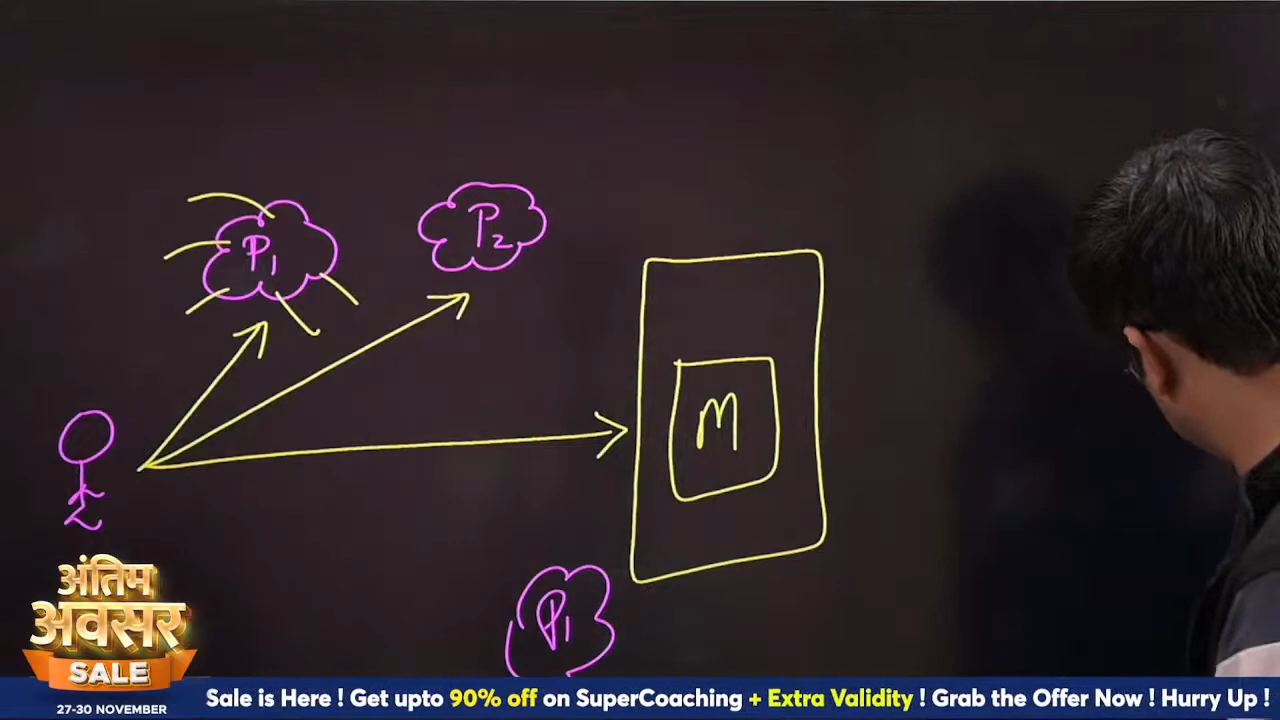 P1
P2
M
P1
अंतिम
अवसर
SALE
27-30 NOVEMBER
Sale is Here ! Get upto 90% off on SuperCoaching + Extra Validity ! Grab the Offer Now ! Hurry Up !